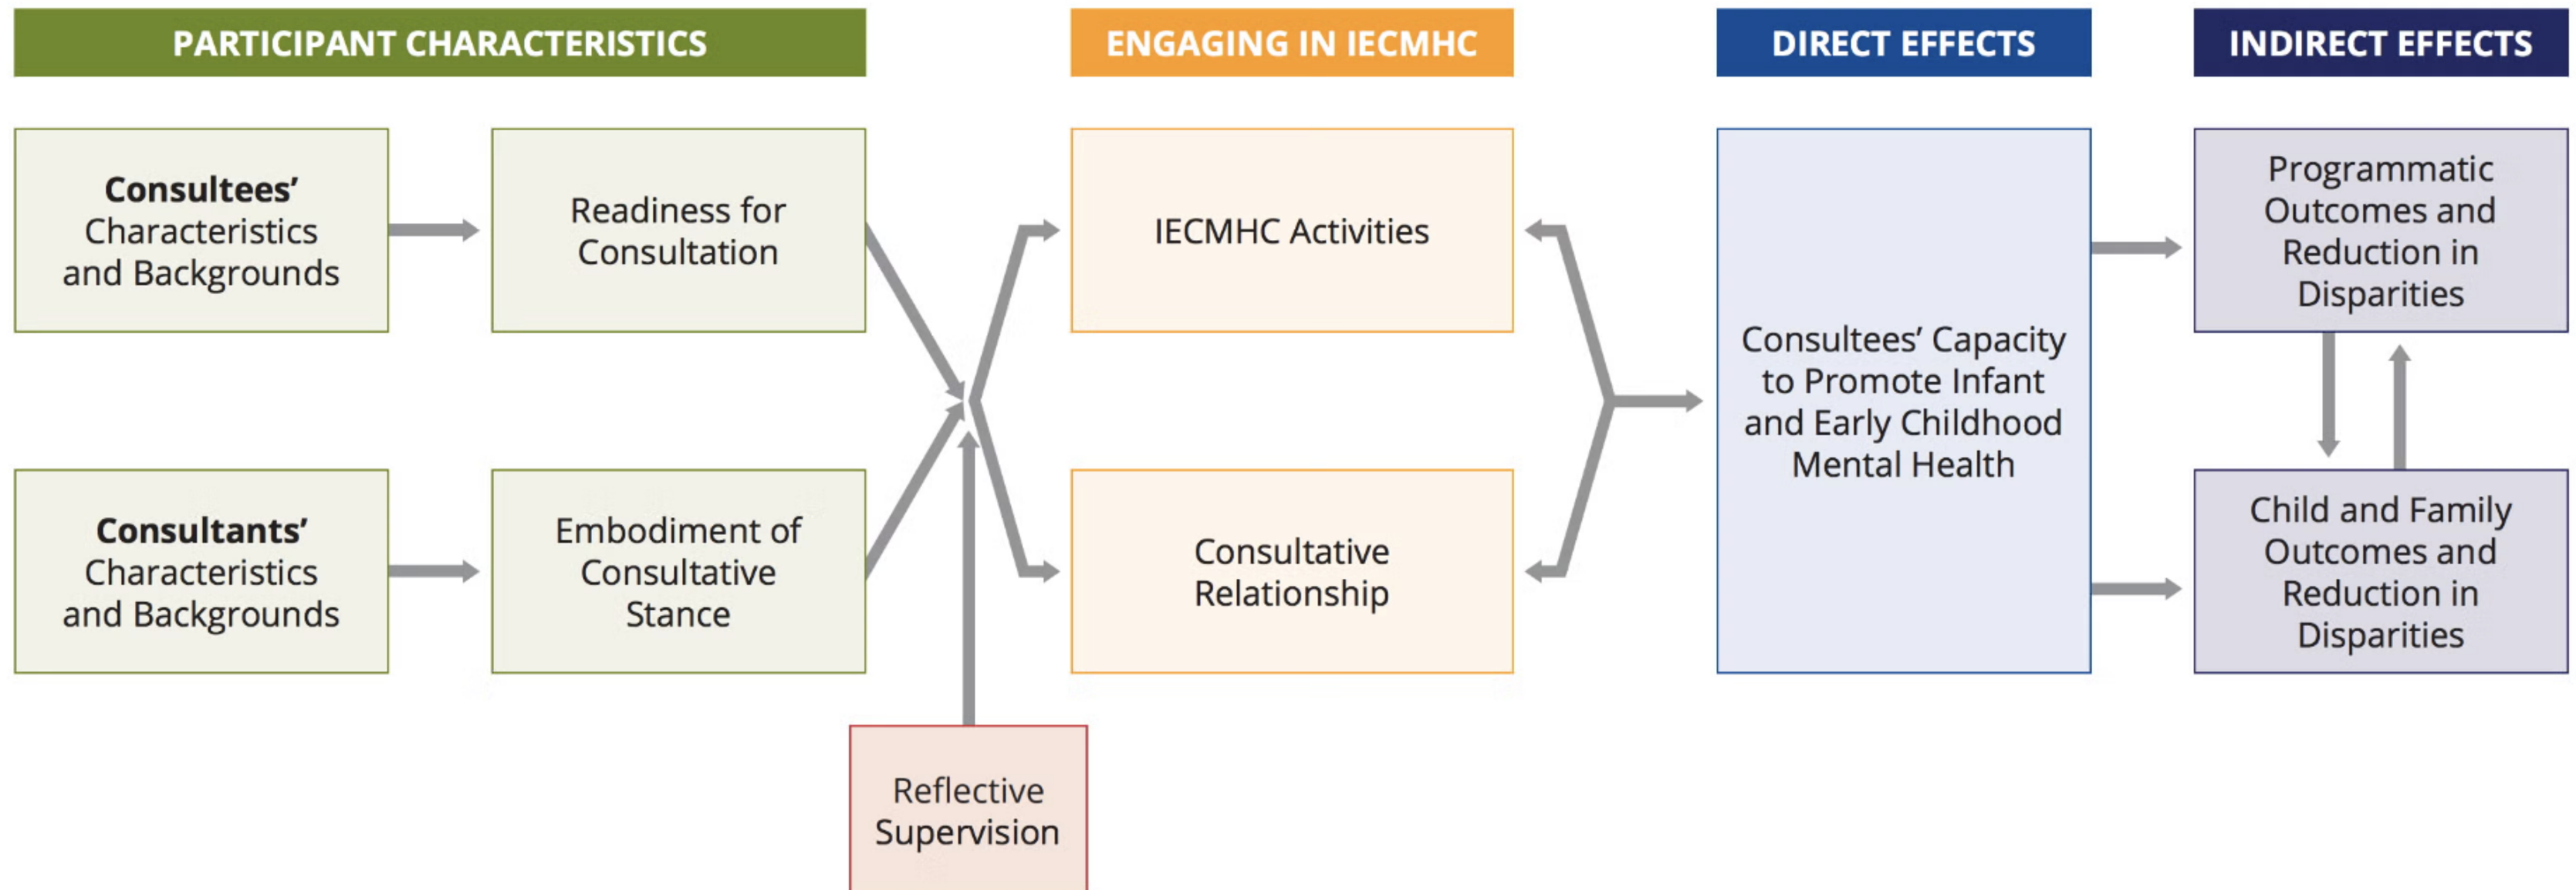 PARTICIPANT CHARACTERISTICS
ENGAGING IN IECMHC
DIRECT EFFECTS
INDIRECT EFFECTS
Consultees’
Characteristics
and Backgrounds
Readiness for
Consultation
IECMHC Activities
Consultees’ Capacity
to Promote Infant
and Early Childhood
Mental Health
Programmatic
Outcomes and
Reduction in
Disparities
Consultants’
Characteristics
and Backgrounds
Embodiment of
Consultative
Stance
Consultative
Relationship
Child and Family
Outcomes and
Reduction in
Disparities
Reflective
Supervision